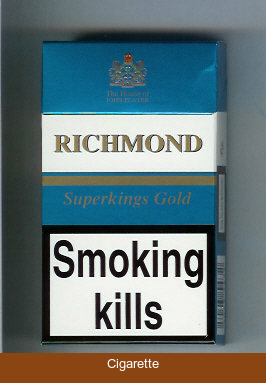 The House of
JOHN PLAYER
RICHMOND
Superkings Gold
Smoking
kills
Cigarette